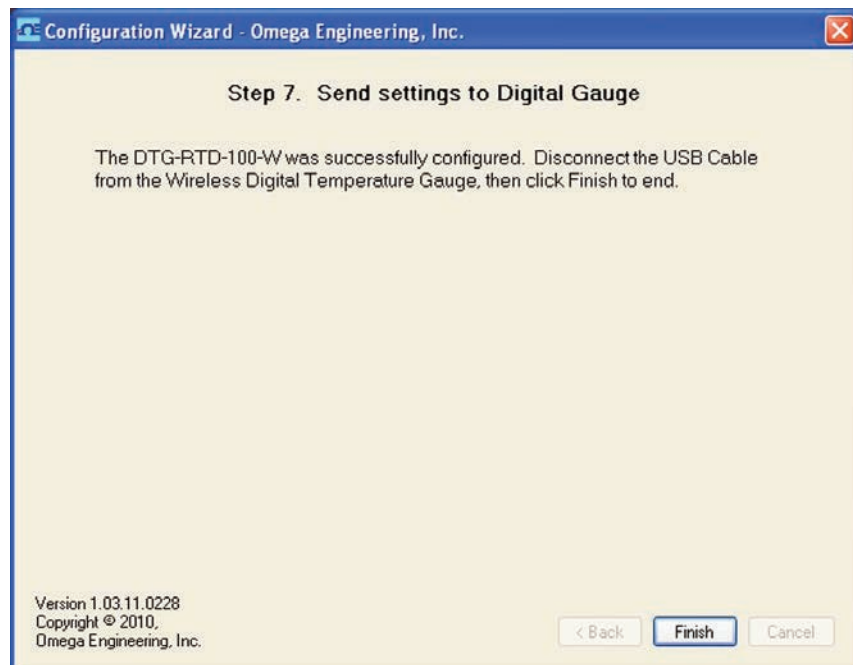 Configuration Wizard - Omega Engineering, Inc.
Step 7. Send settings to Digital Gauge
The DTG-RTD-100-W was successfully configured. Disconnect the USB Cable
from the Wireless Digital Temperature Gauge, then click Finish to end.
Version 1.03.11.0228
Copyright © 2010,
Omega Engineering, Inc.
< Back Finish Cancel